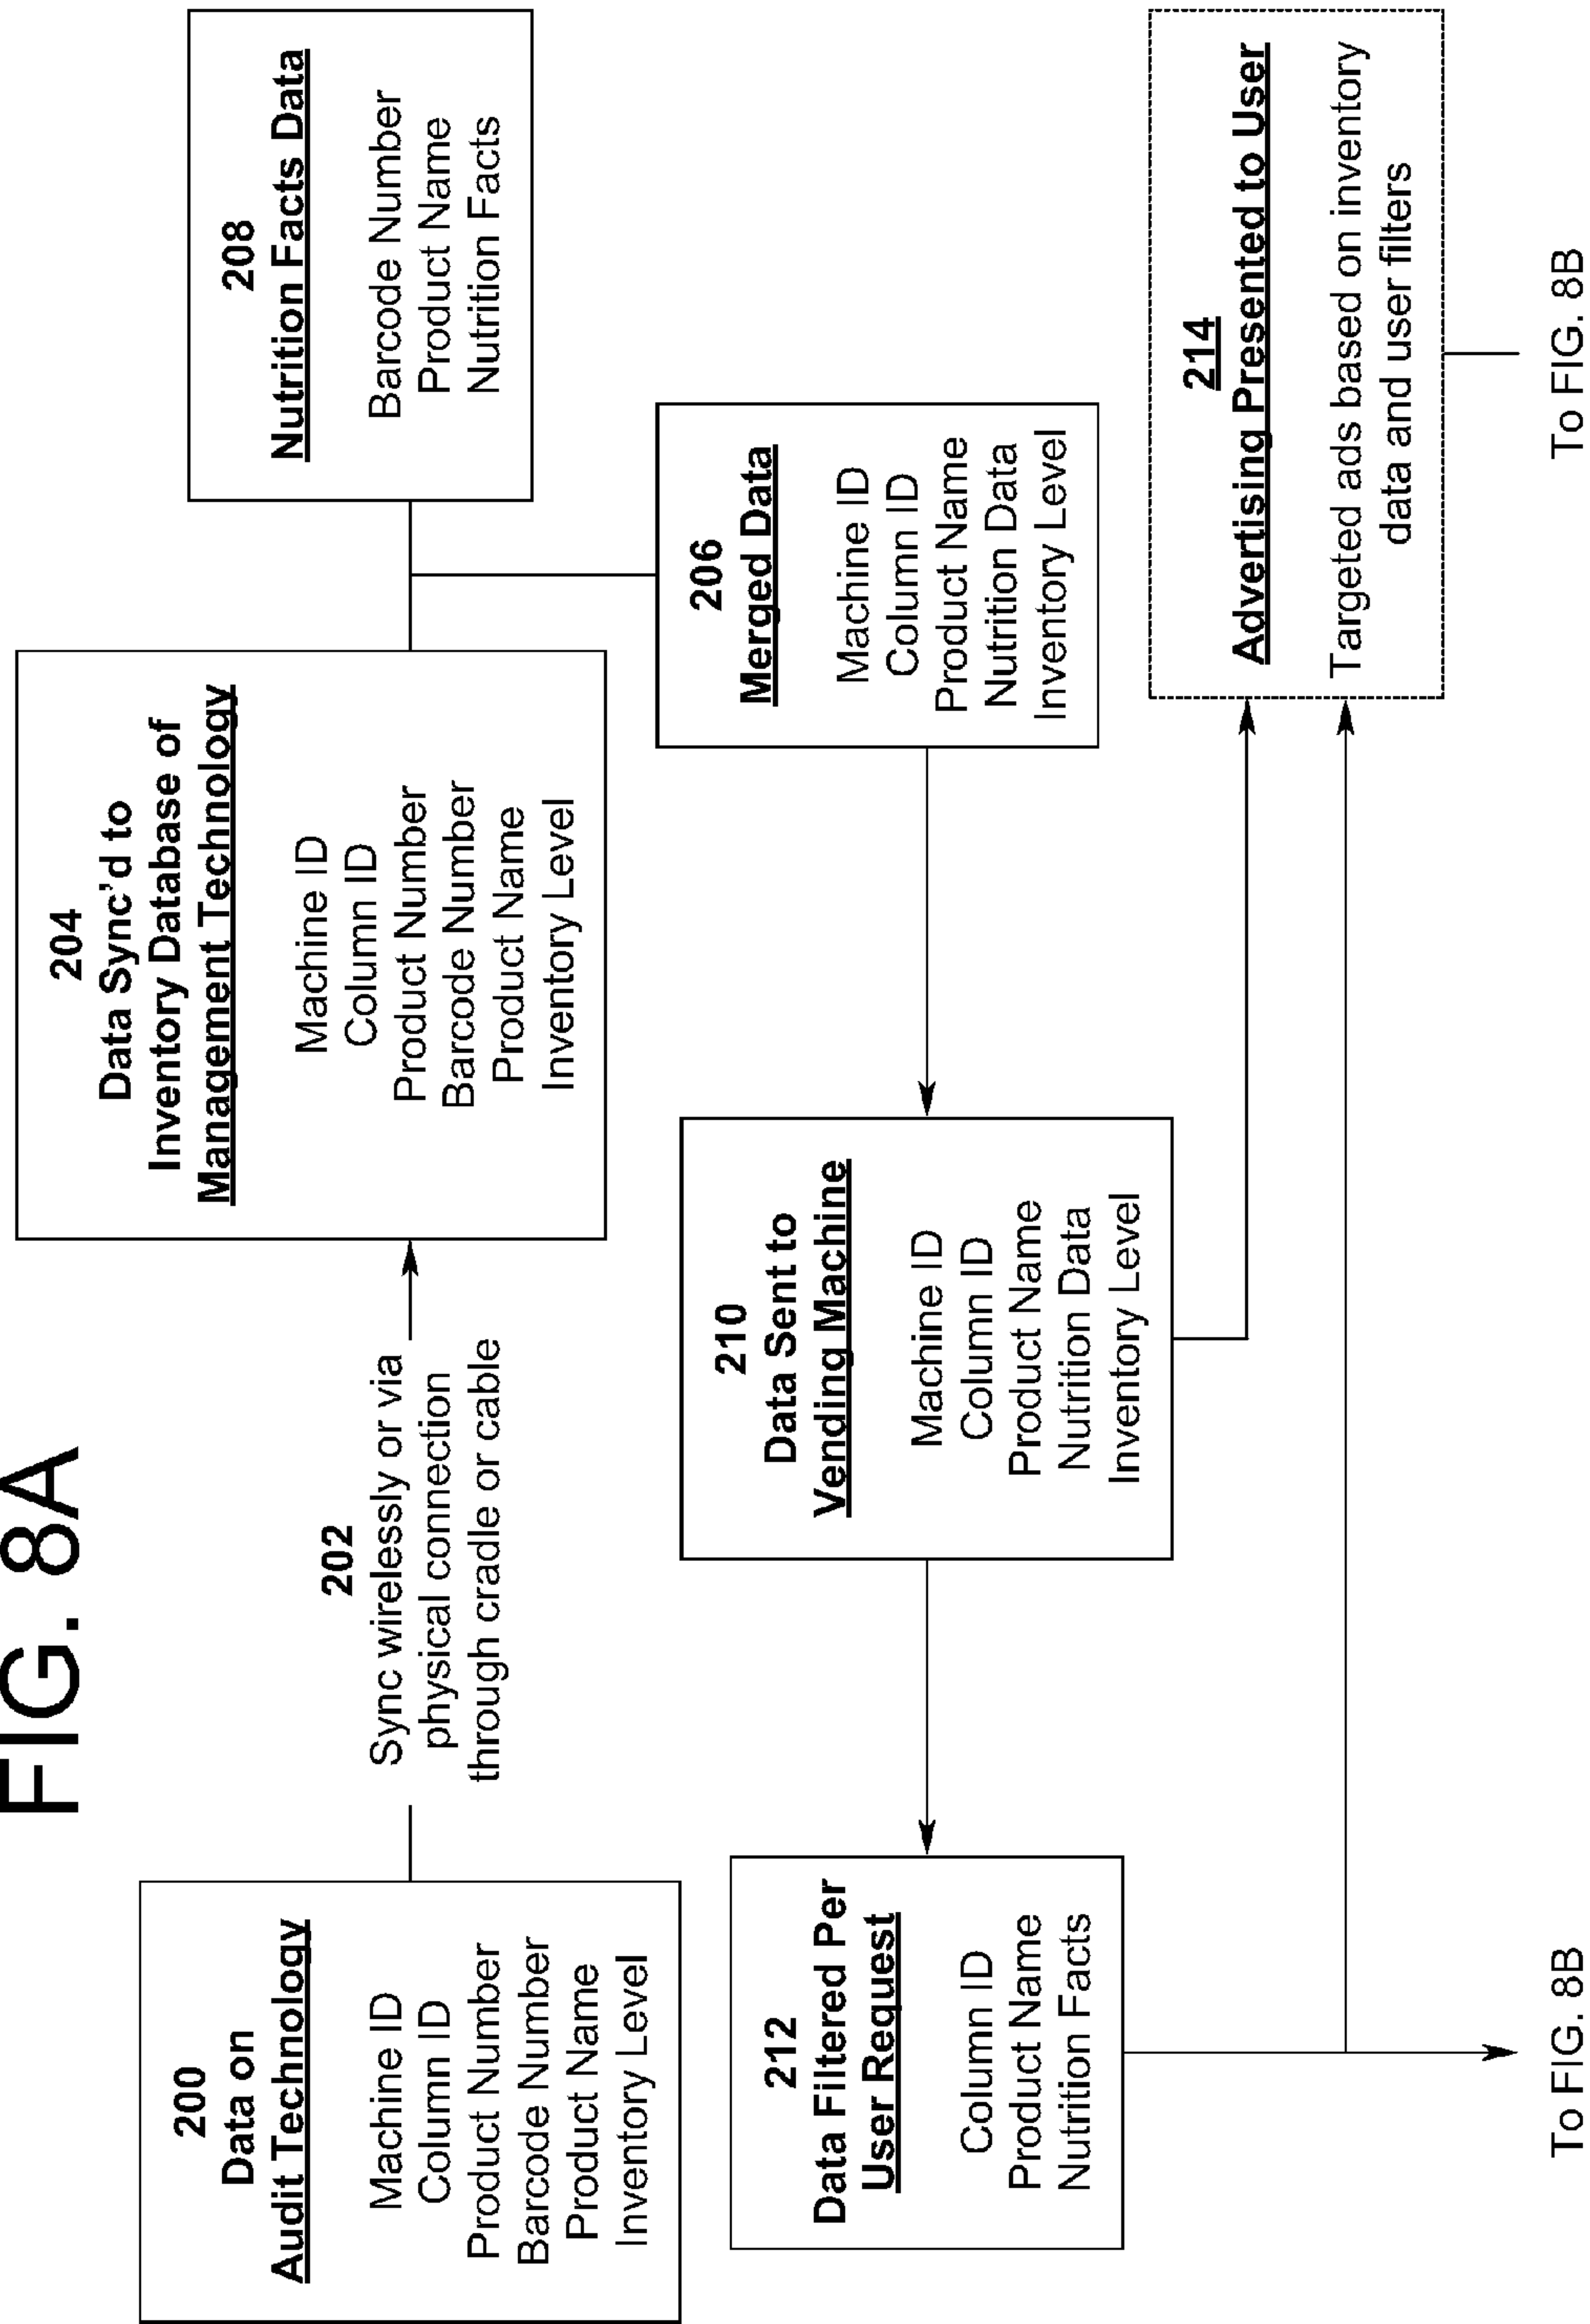 FIG. 8A
200
Data on
Audit Technology
Machine ID
Column ID
Product Number
Barcode Number
Product Name
Inventory Level
202
Sync wirelessly or via
physical connection
through cradle or cable
204
Data Sync'd to
Inventory Database of
Management Technology
Machine ID
Column ID
Product Number
Barcode Number
Product Name
Inventory Level
208
Nutrition Facts Data
Barcode Number
Product Name
Nutrition Facts
206
Merged Data
Machine ID
Column ID
Product Name
Nutrition Data
Inventory Level
210
Data Sent to
Vending Machine
Machine ID
Column ID
Product Name
Nutrition Data
Inventory Level
212
Data Filtered Per
User Request
Column ID
Product Name
Nutrition Facts
214
Advertising Presented to User
Targeted ads based on inventory
data and user filters
To FIG. 8B
To FIG. 8B